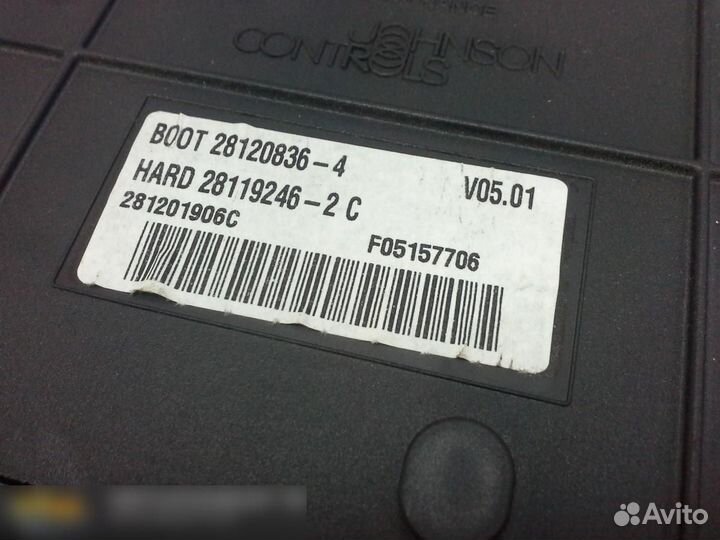 JOHNSON
CONTROLS
BOOT 28120836-4
V05.01
HARD 28119246-2 C
281201906C
F05157706
Avito